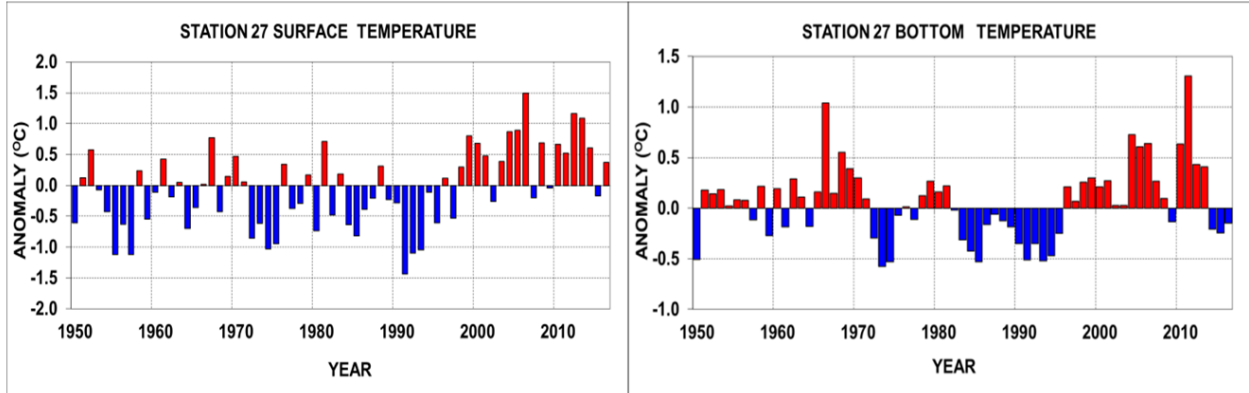 STATION 27 SURFACE TEMPERATURE
ANOMALY (°C)
2.0
1.5
1.0
0.5
0.0
-0.5
-1.0
-1.5
-2.0
1950 1960 1970 1980 1990 2000 2010
YEAR
STATION 27 BOTTOM TEMPERATURE
ANOMALY (°C)
1.5
1.0
0.5
0.0
-0.5
-1.0
1950 1960 1970 1980 1990 2000 2010
YEAR